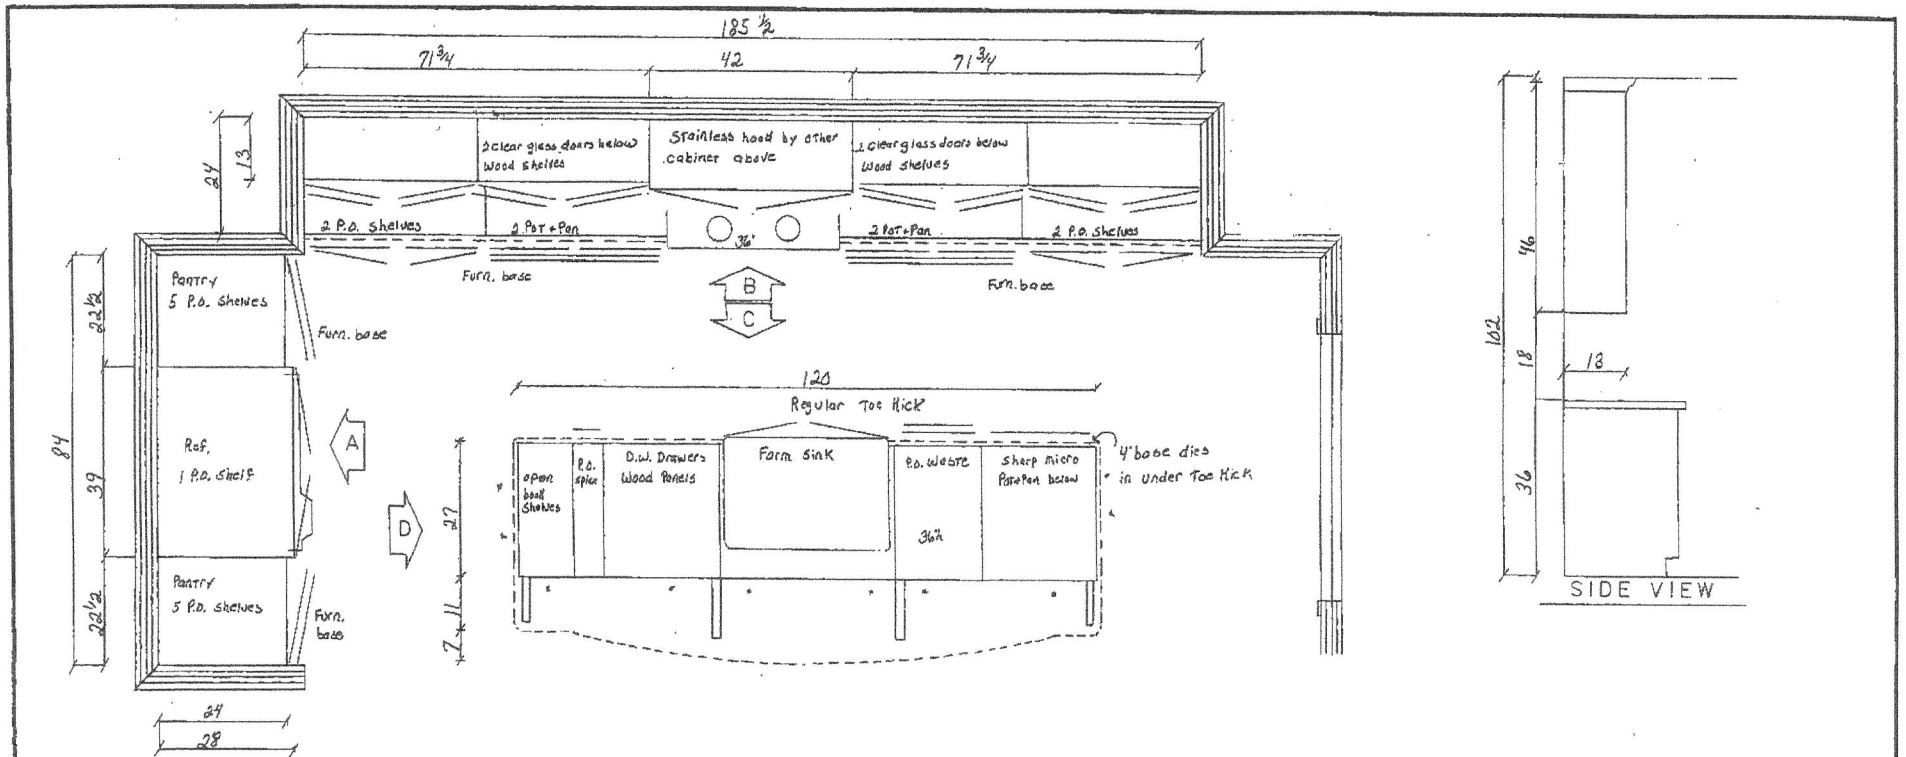 185 1/2
71 3/4
42
71 3/4
24
13
2 clear glass doors below
Wood Shelves
Stainless hood by other
cabinet above
2 clear glass doors below
Wood Shelves
2 P.O. Shelves
2 Pot + Pan
36"
2 Pot + Pan
2 P.O. Shelves
Furn. base
Furn. base
B
C
Pantry
5 P.O. Shelves
Furn. base
84
22 1/2
39
22 1/2
Ref.
1 P.O. Shelf
A
D
Pantry
5 P.O. Shelves
Furn.
base
24
28
120
Regular Toe Kick
27
11
7
open
book
Shelves
P.O.
Spice
D.W. Drawers
Wood Panels
Farm Sink
P.O. Waste
36"h
Sharp micro
Pot+Pan below
4" base dies
in under Toe Kick
102
46
18
36
13
SIDE VIEW